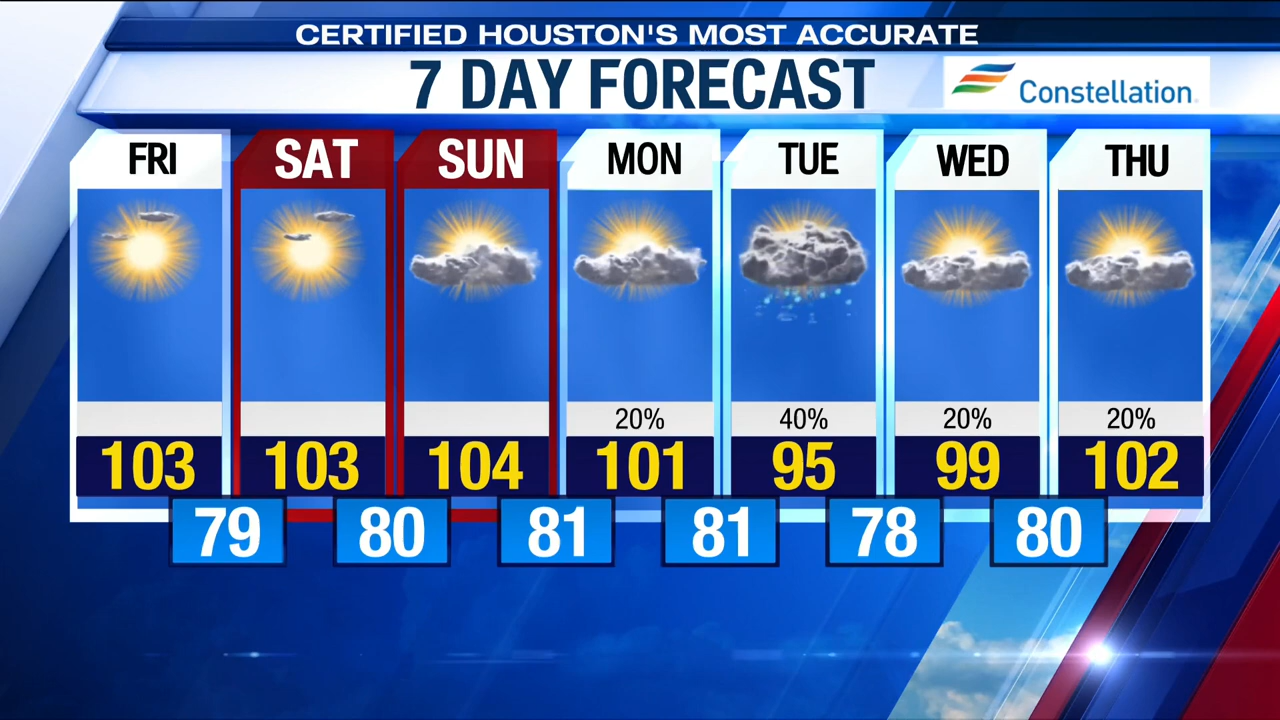 CERTIFIED HOUSTON'S MOST ACCURATE
7 DAY FORECAST
Constellation
FRI SAT SUN MON TUE WED THU
20% 40% 20% 20%
103 103 104 101 95 99 102
79 80 81 81 78 80